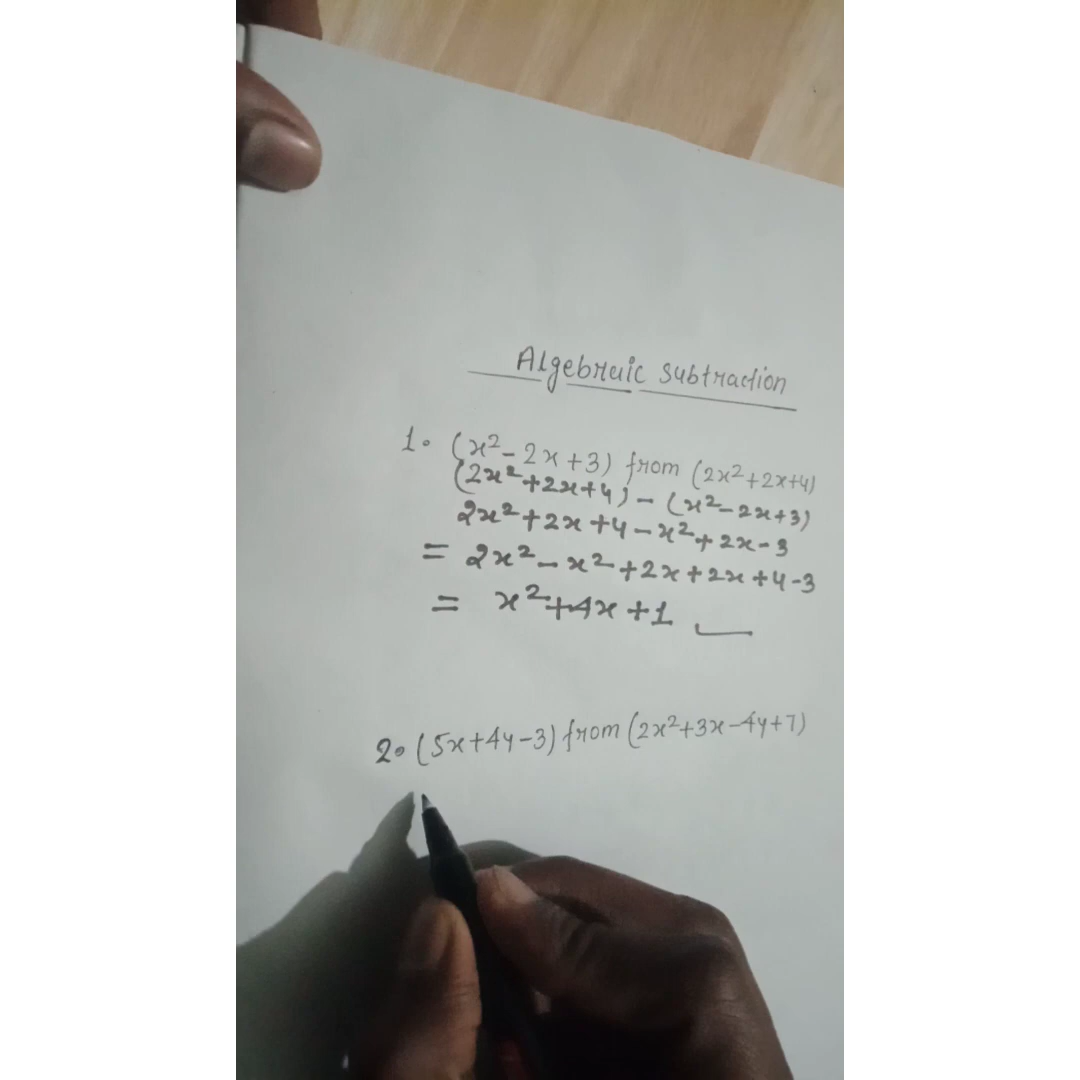 Algebraic subtraction
1. (x²-2x+3) from (2x²+2x+4)
(2x²+2x+4) - (x²-2x+3)
2x²+2x+4-x²+2x-3
= 2x²-x²+2x+2x+4-3
= x²+4x+1
2. (5x+4y-3) from (2x²+3x-4y+7)